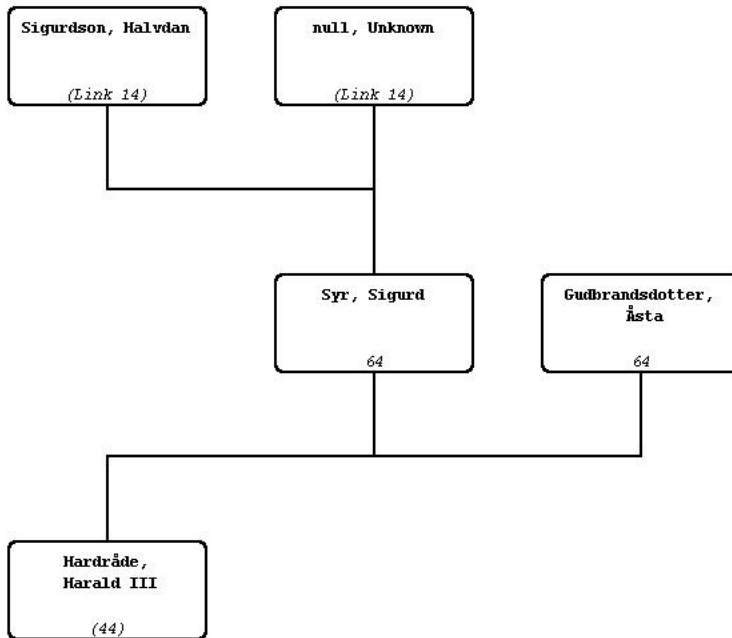 Sigurdson, Halvdan
(Link 14)
null, Unknown
(Link 14)
Syr, Sigurd
64
Gudbrandsdotter,
Åsta
64
Hardråde,
Harald III
(44)